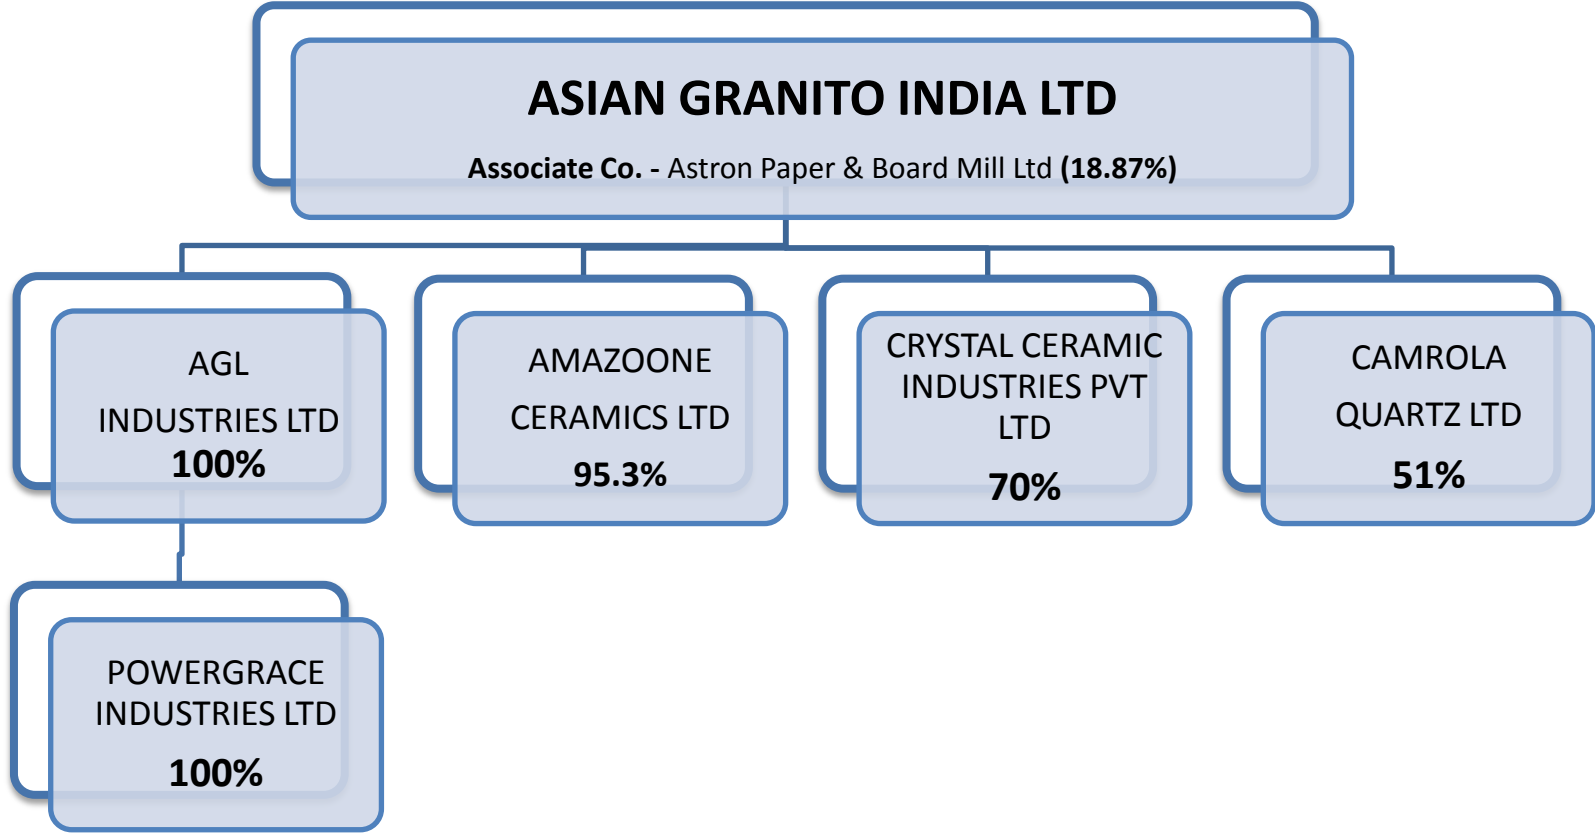 ASIAN GRANITO INDIA LTD
Associate Co. - Astron Paper & Board Mill Ltd (18.87%)
AGL
INDUSTRIES LTD
100%
AMAZOONE
CERAMICS LTD
95.3%
CRYSTAL CERAMIC
INDUSTRIES PVT
LTD
70%
CAMROLA
QUARTZ LTD
51%
POWERGRACE
INDUSTRIES LTD
100%